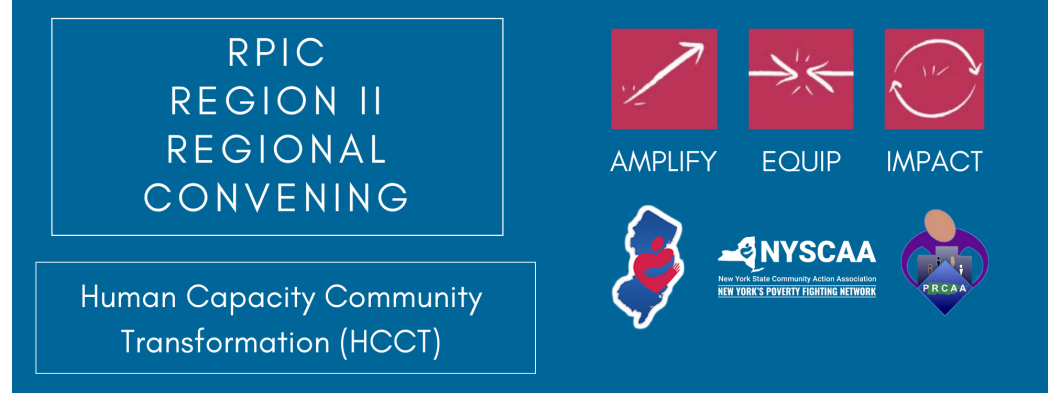 RPIC
REGION II
REGIONAL
CONVENING
Human Capacity Community
Transformation (HCCT)
AMPLIFY
EQUIP
IMPACT
NYSCAA
New York State Community Action Association
NEW YORK'S POVERTY FIGHTING NETWORK
PRCAA